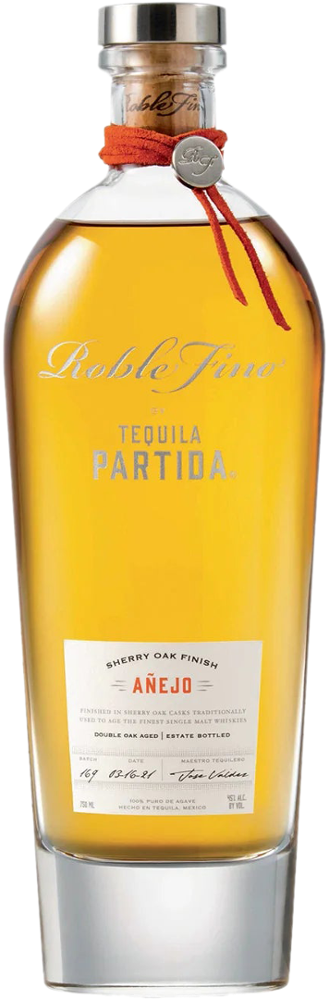 Roble Fino
RF
Roble Fino®
DE
TEQUILA
PARTIDA®
SHERRY OAK FINISH
AÑEJO
FINISHED IN SHERRY OAK CASKS TRADITIONALLY
USED TO AGE THE FINEST SINGLE MALT WHISKIES
DOUBLE OAK AGED | ESTATE BOTTLED
BATCH DATE MAESTRO TEQUILERO
169 03-16-21 Jose Valdez
750 ML 100% PURO DE AGAVE 45% ALC.
HECHO EN TEQUILA, MEXICO BY VOL.